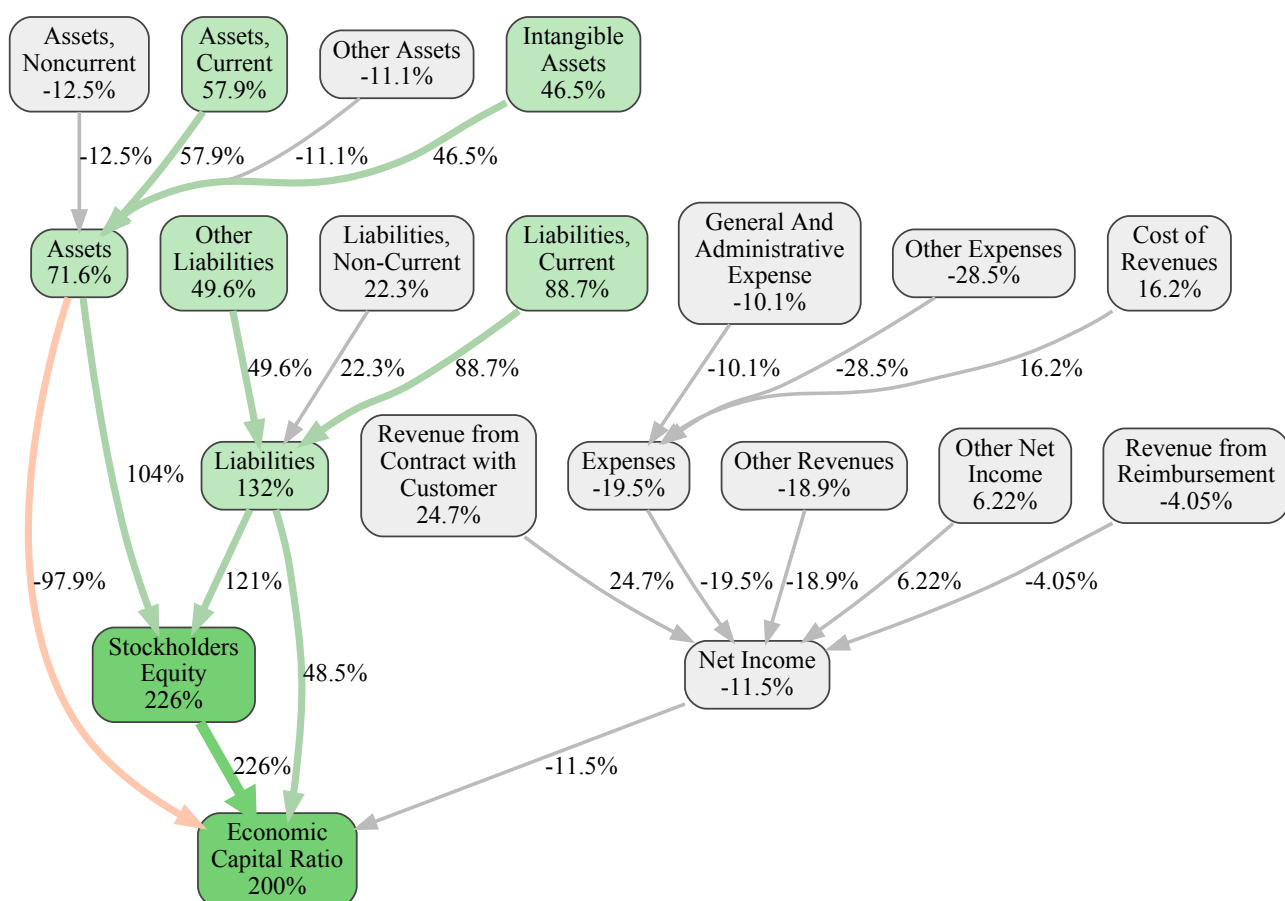 Assets,
Noncurrent
-12.5%
Assets,
Current
57.9%
Other Assets
-11.1%
Intangible
Assets
46.5%
-12.5%
57.9%
-11.1%
46.5%
Assets
71.6%
Other
Liabilities
49.6%
Liabilities,
Non-Current
22.3%
Liabilities,
Current
88.7%
General And
Administrative
Expense
-10.1%
Other Expenses
-28.5%
Cost of
Revenues
16.2%
49.6%
22.3%
88.7%
-10.1%
-28.5%
16.2%
104%
Liabilities
132%
Revenue from
Contract with
Customer
24.7%
Expenses
-19.5%
Other Revenues
-18.9%
Other Net
Income
6.22%
Revenue from
Reimbursement
-4.05%
-97.9%
121%
24.7%
-19.5%
-18.9%
6.22%
-4.05%
Stockholders
Equity
226%
48.5%
Net Income
-11.5%
226%
-11.5%
Economic
Capital Ratio
200%